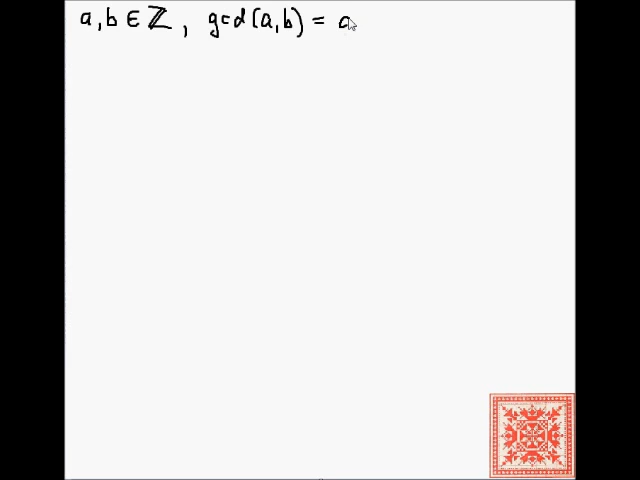 a, b ∈ ℤ, gcd(a,b) =